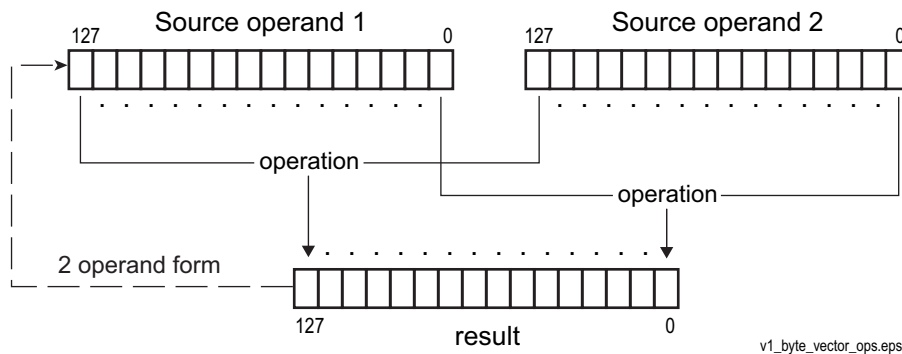 Source operand 1
Source operand 2
127
0
127
0
. . . . . . . . . . . . . .
. . . . . . . . . . . . . .
operation
operation
. . . . . . . . . . . . . .
2 operand form
127
result
0
v1_byte_vector_ops.eps